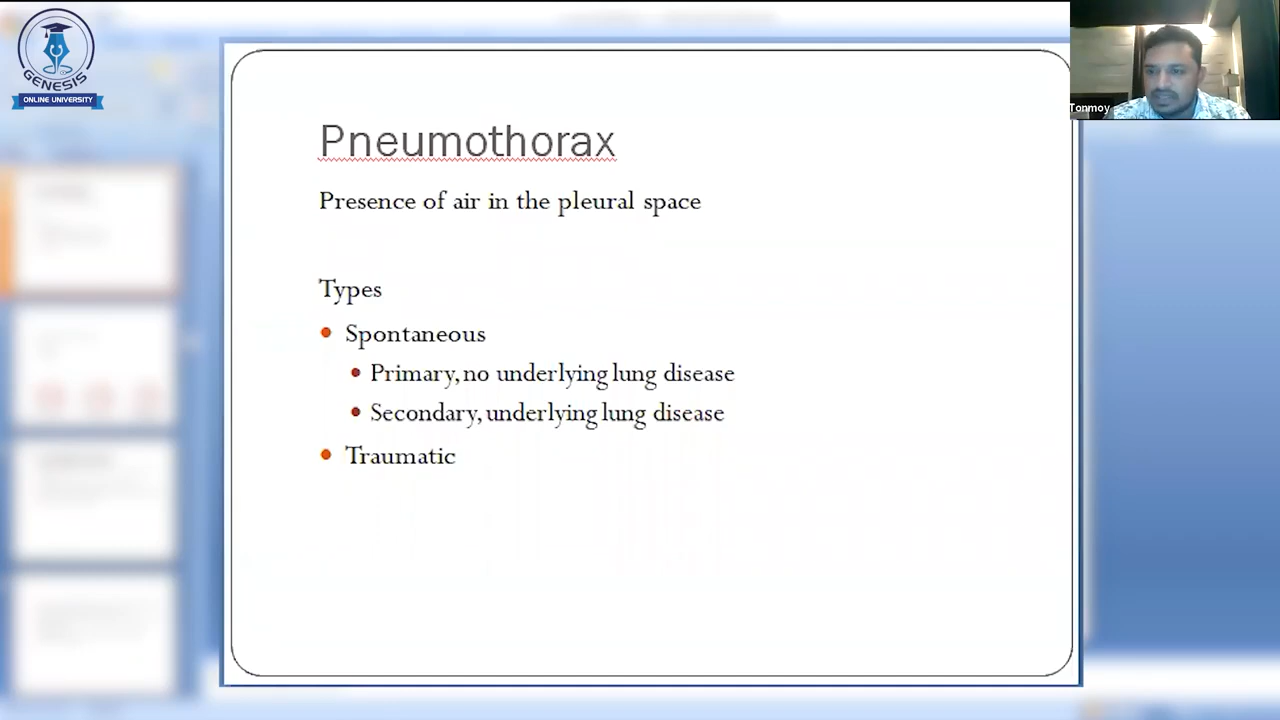 GENESIS
ONLINE UNIVERSITY
Tonmoy
Pneumothorax
Presence of air in the pleural space
Types
Spontaneous
Primary, no underlying lung disease
Secondary, underlying lung disease
Traumatic